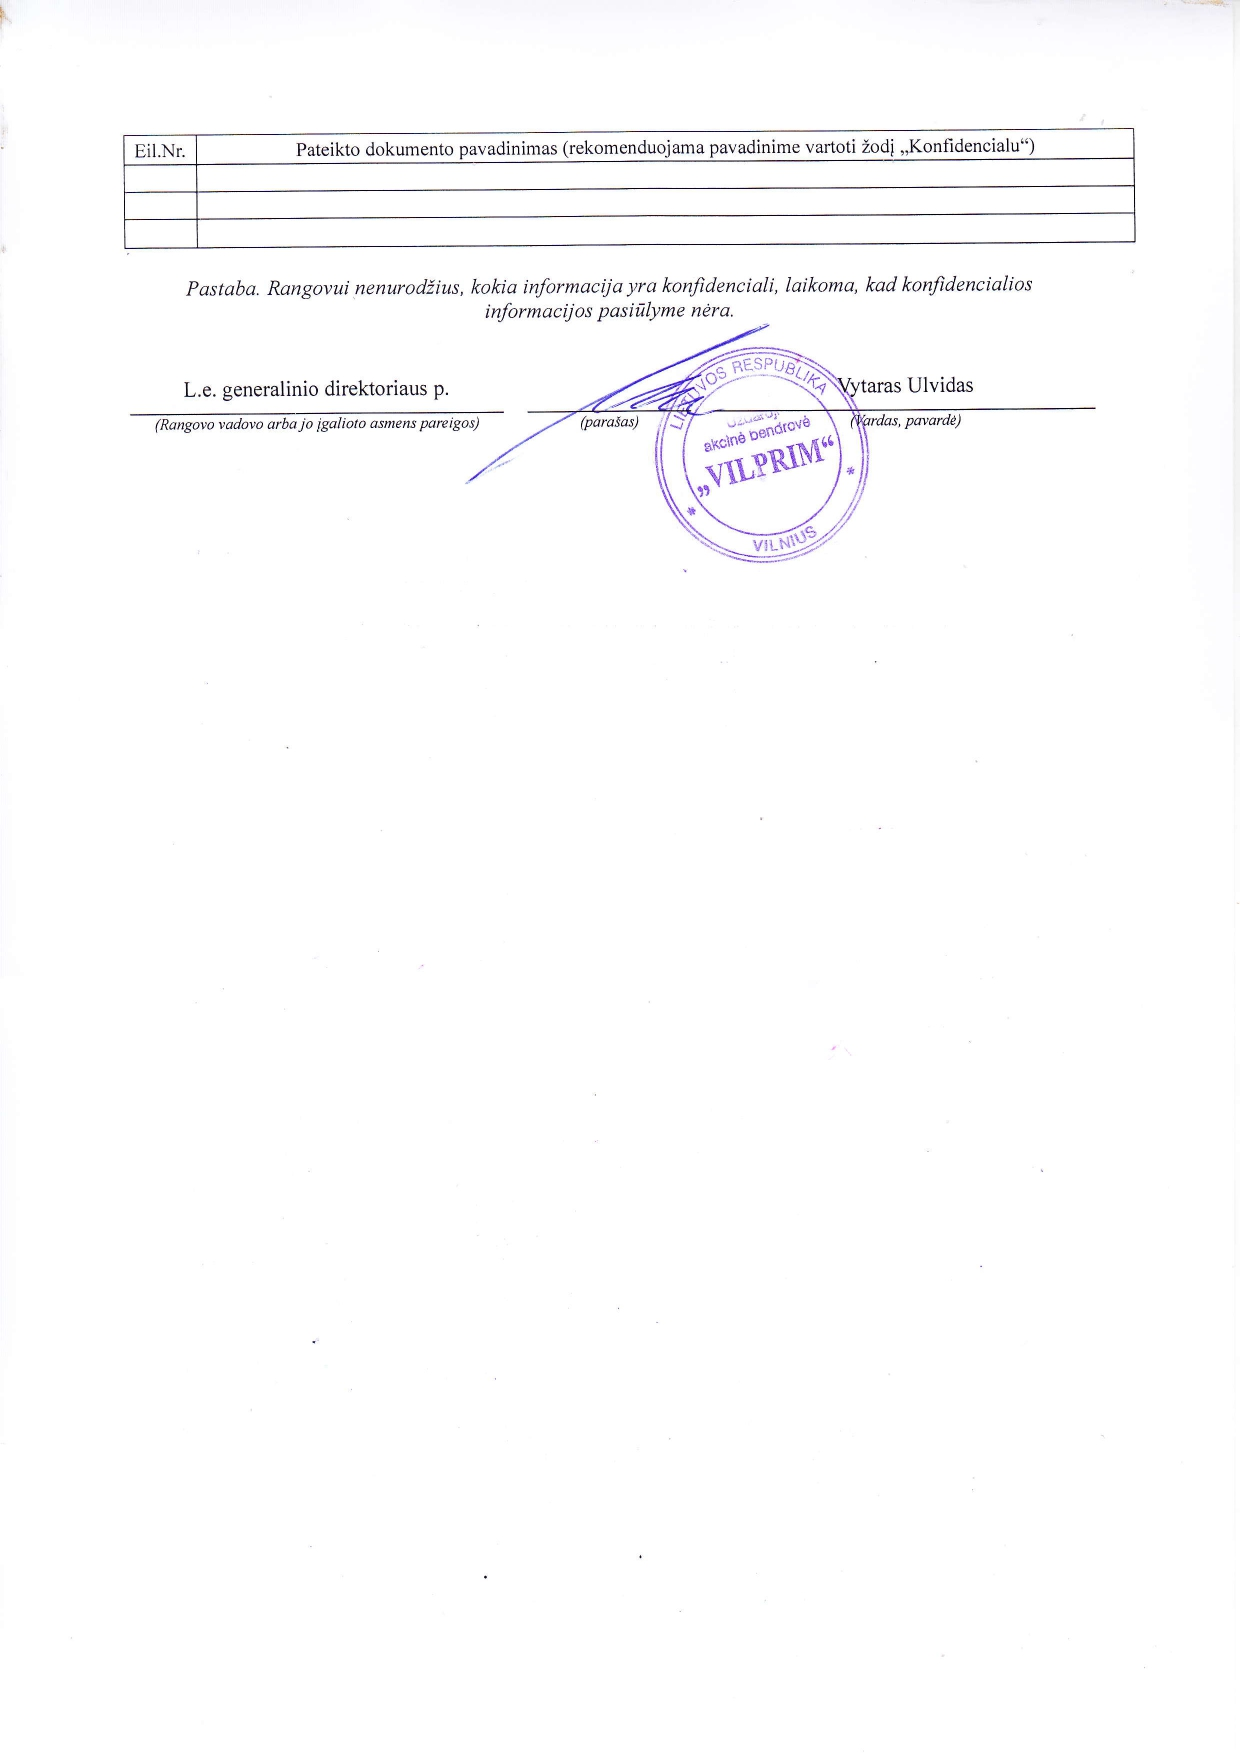 Eil.Nr. Pateikto dokumento pavadinimas (rekomenduojama pavadinime vartoti žodį „Konfidencialu“)
Pastaba. Rangovui nenurodžius, kokia informacija yra konfidenciali, laikoma, kad konfidencialios
informacijos pasiūlyme nėra.
L.e. generalinio direktoriaus p. Vytaras Ulvidas
(Rangovo vadovo arba jo įgalioto asmens pareigos) (parašas) (Vardas, pavardė)
LIETUVOS RESPUBLIKA
akcinė bendrovė
„VILPRIM“
* *
VILNIUS